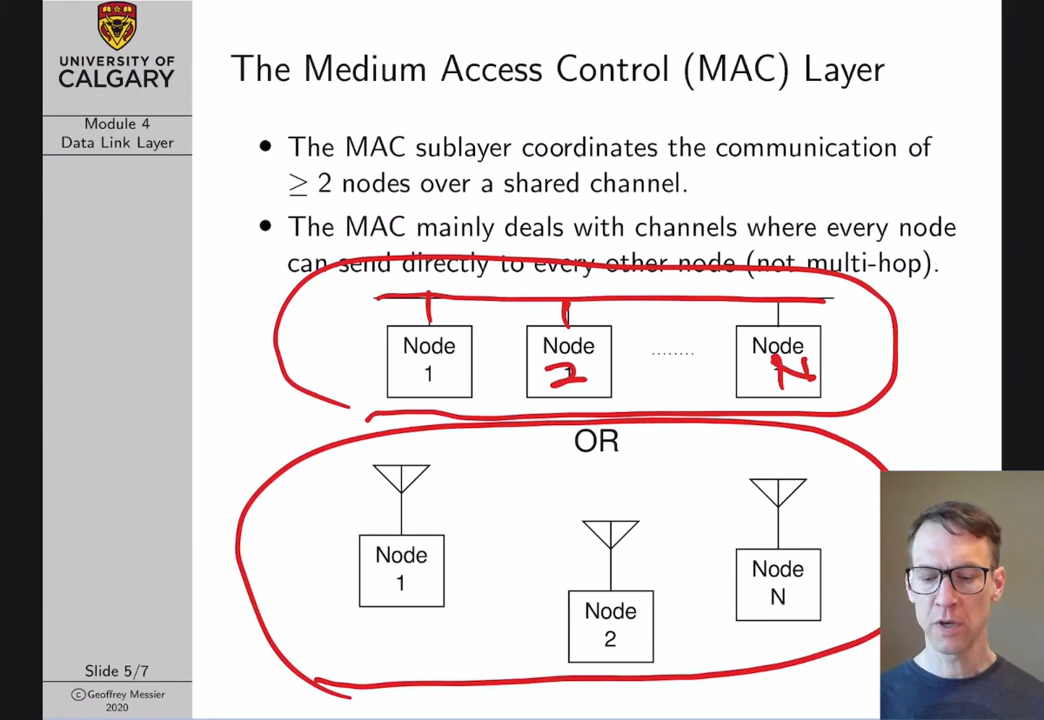 UNIVERSITY OF
CALGARY
Module 4
Data Link Layer
The Medium Access Control (MAC) Layer
• The MAC sublayer coordinates the communication of
≥ 2 nodes over a shared channel.
• The MAC mainly deals with channels where every node
can send directly to every other node (not multi-hop).
Node
1
Node
2
........
Node
N
OR
Node
1
Node
2
Node
N
Slide 5/7
©Geoffrey Messier
2020